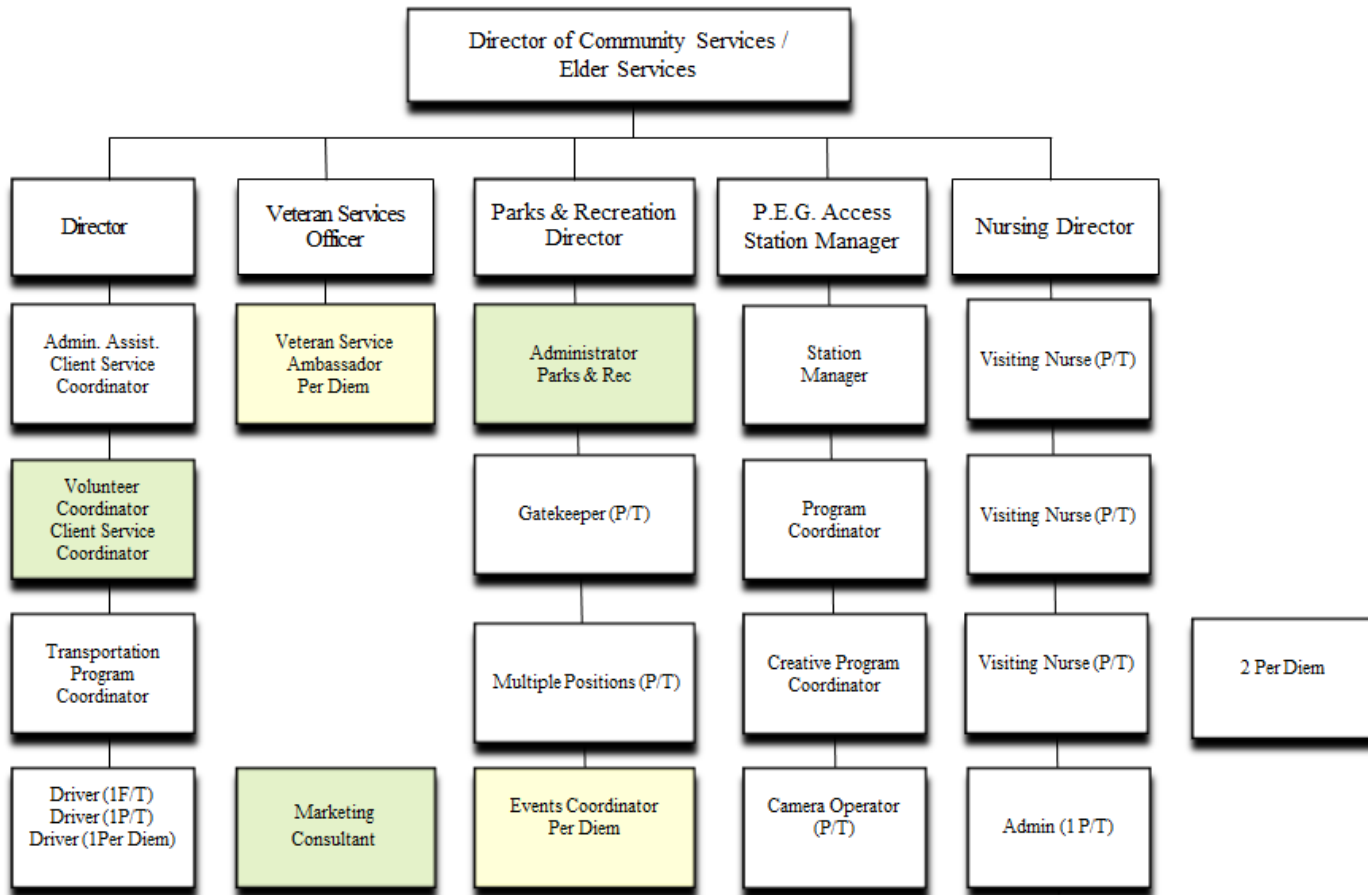 Director of Community Services /
Elder Services
Director
Veteran Services
Officer
Parks & Recreation
Director
P.E.G. Access
Station Manager
Nursing Director
Admin. Assist.
Client Service
Coordinator
Veteran Service
Ambassador
Per Diem
Administrator
Parks & Rec
Station
Manager
Visiting Nurse (P/T)
Volunteer
Coordinator
Client Service
Coordinator
Gatekeeper (P/T)
Program
Coordinator
Visiting Nurse (P/T)
Transportation
Program
Coordinator
Multiple Positions (P/T)
Creative Program
Coordinator
Visiting Nurse (P/T)
2 Per Diem
Driver (1F/T)
Driver (1P/T)
Driver (1Per Diem)
Marketing
Consultant
Events Coordinator
Per Diem
Camera Operator
(P/T)
Admin (1 P/T)